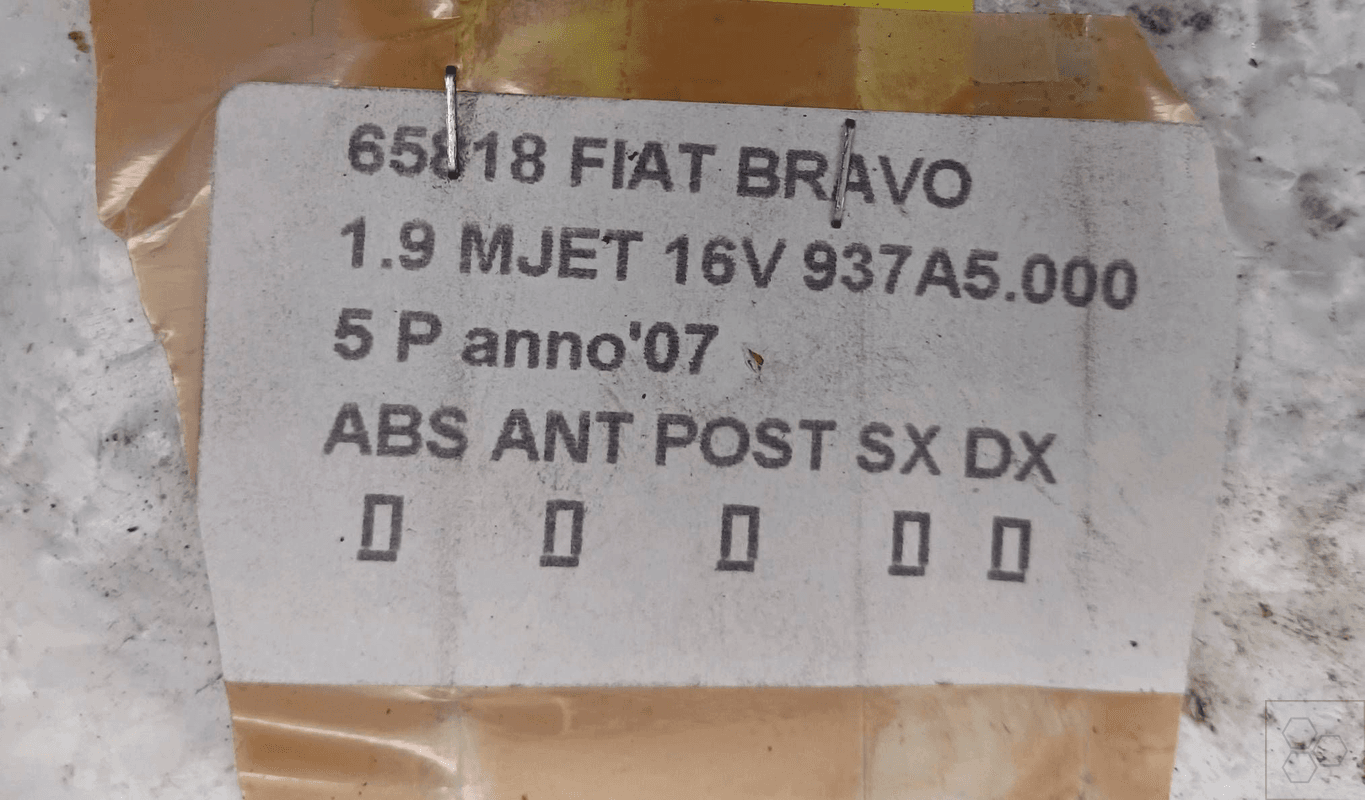 65818 FIAT BRAVO
1.9 MJET 16V 937A5.000
5 P anno'07
ABS ANT POST SX DX